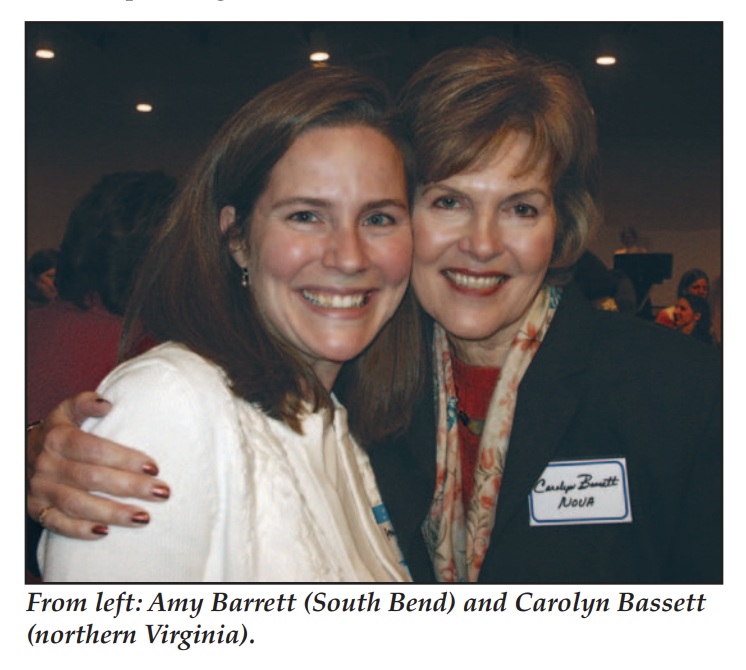 Carolyn Bassett
NOVA
From left: Amy Barrett (South Bend) and Carolyn Bassett
(northern Virginia).